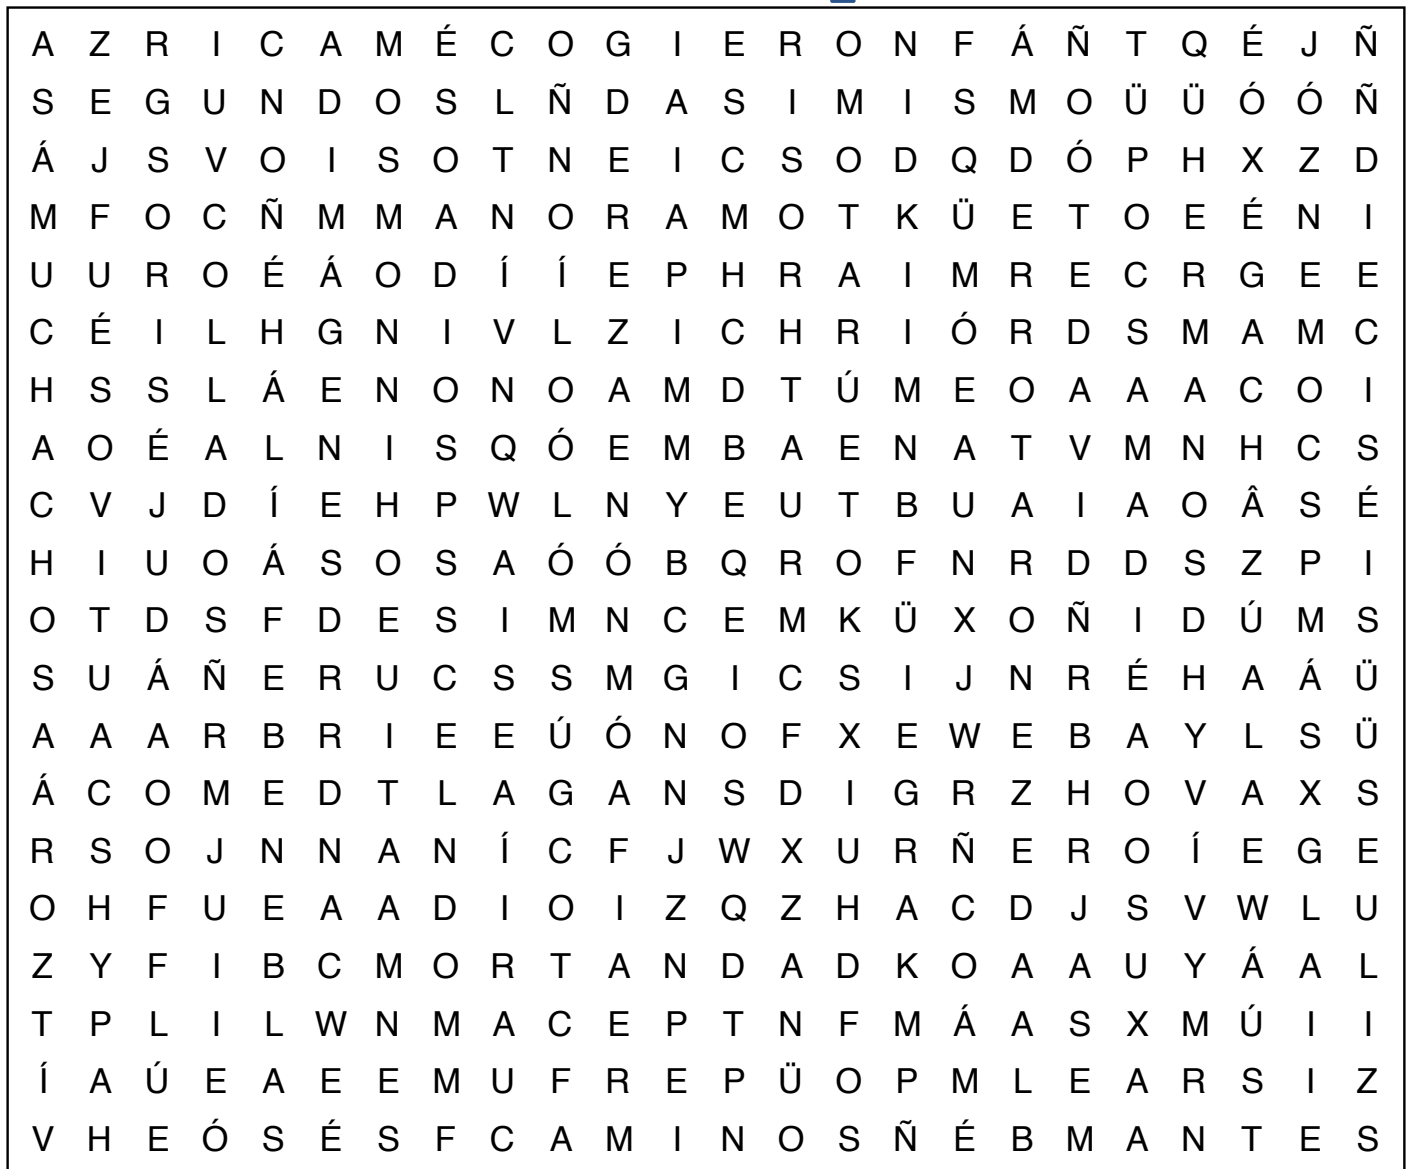 A Z R I C A M É C O G I E R O N F Á Ñ T Q É J Ñ
S E G U N D O S L Ñ D A S I M I S M O Ü Ü Ó Ó Ñ
Á J S V O I S O T N E I C S O D Q D Ó P H X Z D
M F O C Ñ M M A N O R A M O T K Ü E T O E É N I
U U R O É Á O D Í Í E P H R A I M R E C R G E E
C É I L H G N I V L Z I C H R I Ó R D S M A M C
H S S L Á E N O N O A M D T Ú M E O A A A C O I
A O É A L N I S Q Ó E M B A E N A T V M N H C S
C V J D Í E H P W L N Y E U T B U A I A O Â S É
H I U O Á S O S A Ó Ó B Q R O F N R D D S Z P I
O T D S F D E S I M N C E M K Ü X O Ñ I D Ú M S
S U Á Ñ E R U C S S M G I C S I J N R É H A Á Ü
A A A R B R I E E Ú Ó N O F X E W E B A Y L S Ü
Á C O M E D T L A G A N S D I G R Z H O V A X S
R S O J N N A N Í C F J W X U R Ñ E R O Í E G E
O H F U E A A D I O I Z Q Z H A C D J S V W L U
Z Y F I B C M O R T A N D A D K O A A U Y Á A L
T P L I L W N M A C E P T N F M Á A S X M Ú I I
Í A Ú E A E E M U F R E P Ü O P M L E A R S I Z
V H E Ó S É S F C A M I N O S Ñ É B M A N T E S